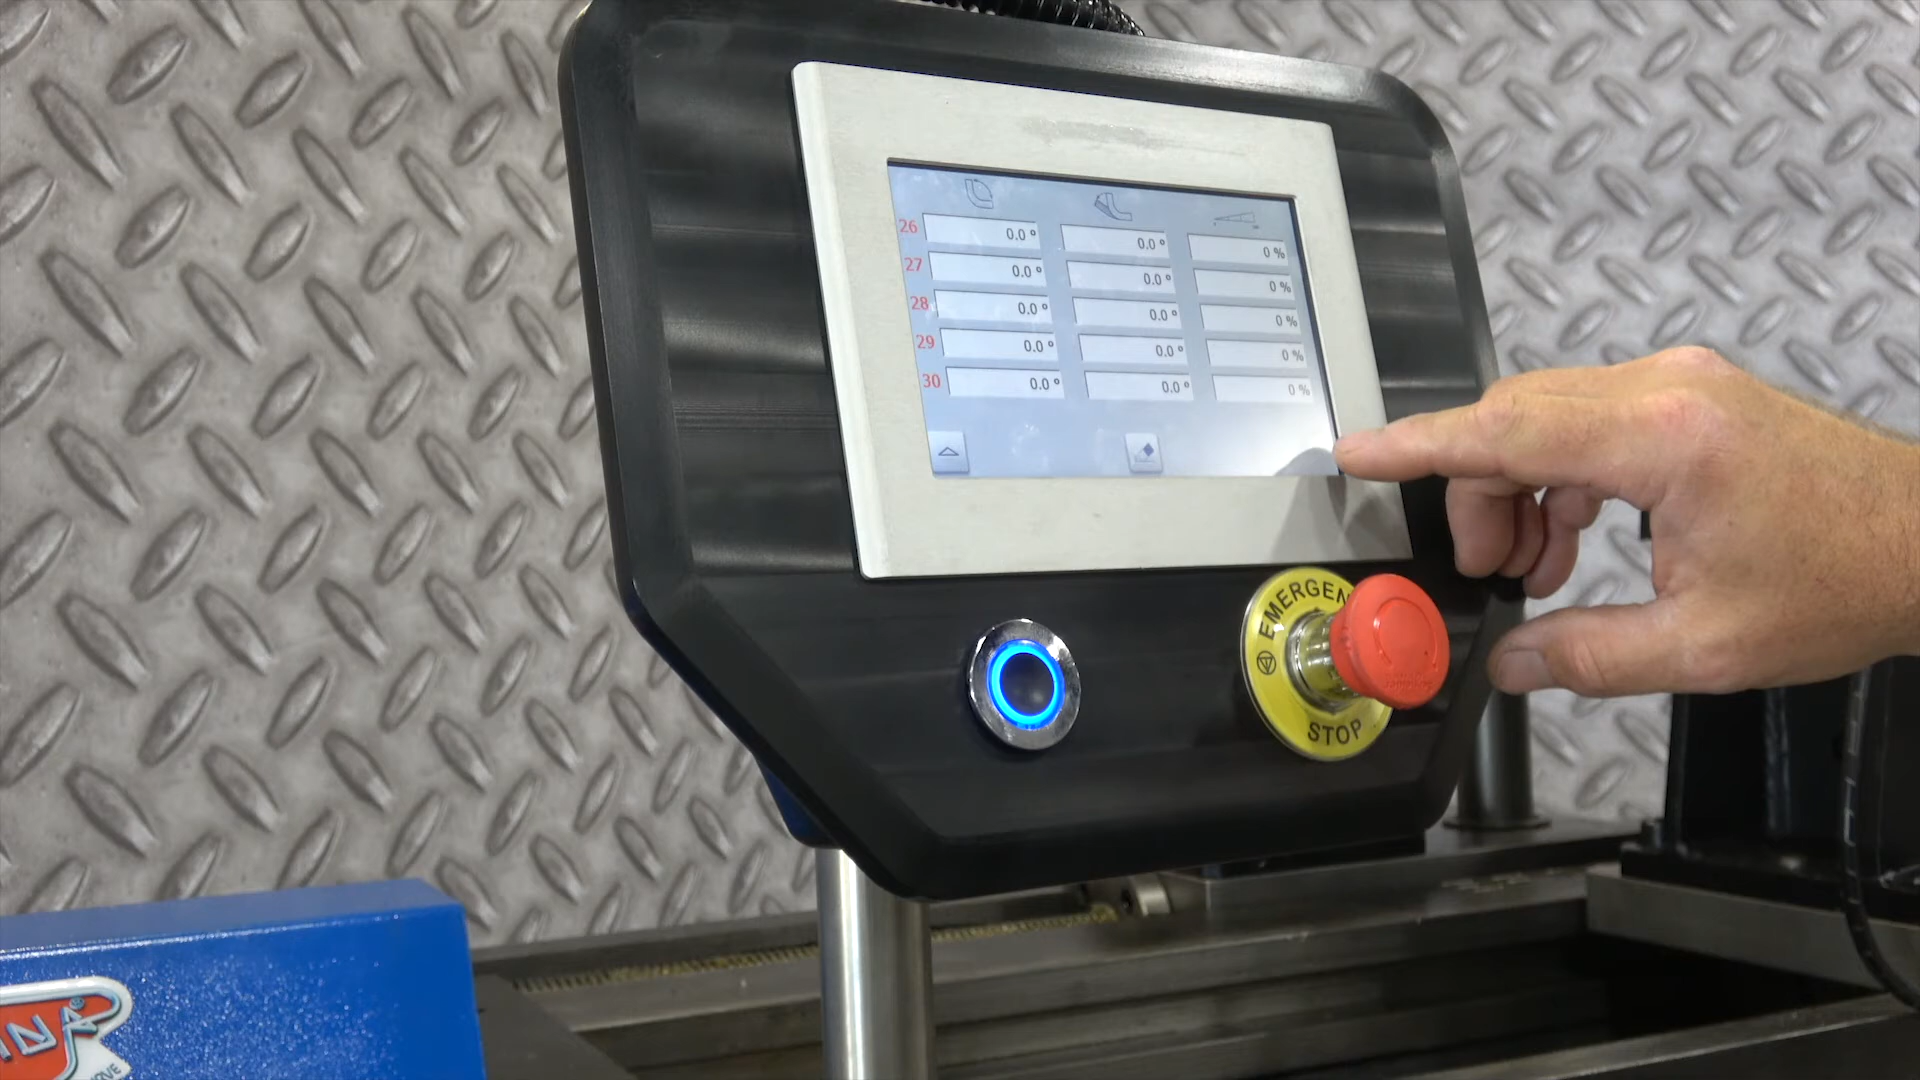 26 0.0 ° 0.0 ° 0 %
27 0.0 ° 0.0 ° 0 %
28 0.0 ° 0.0 ° 0 %
29 0.0 ° 0.0 ° 0 %
30 0.0 ° 0.0 ° 0 %
STOP